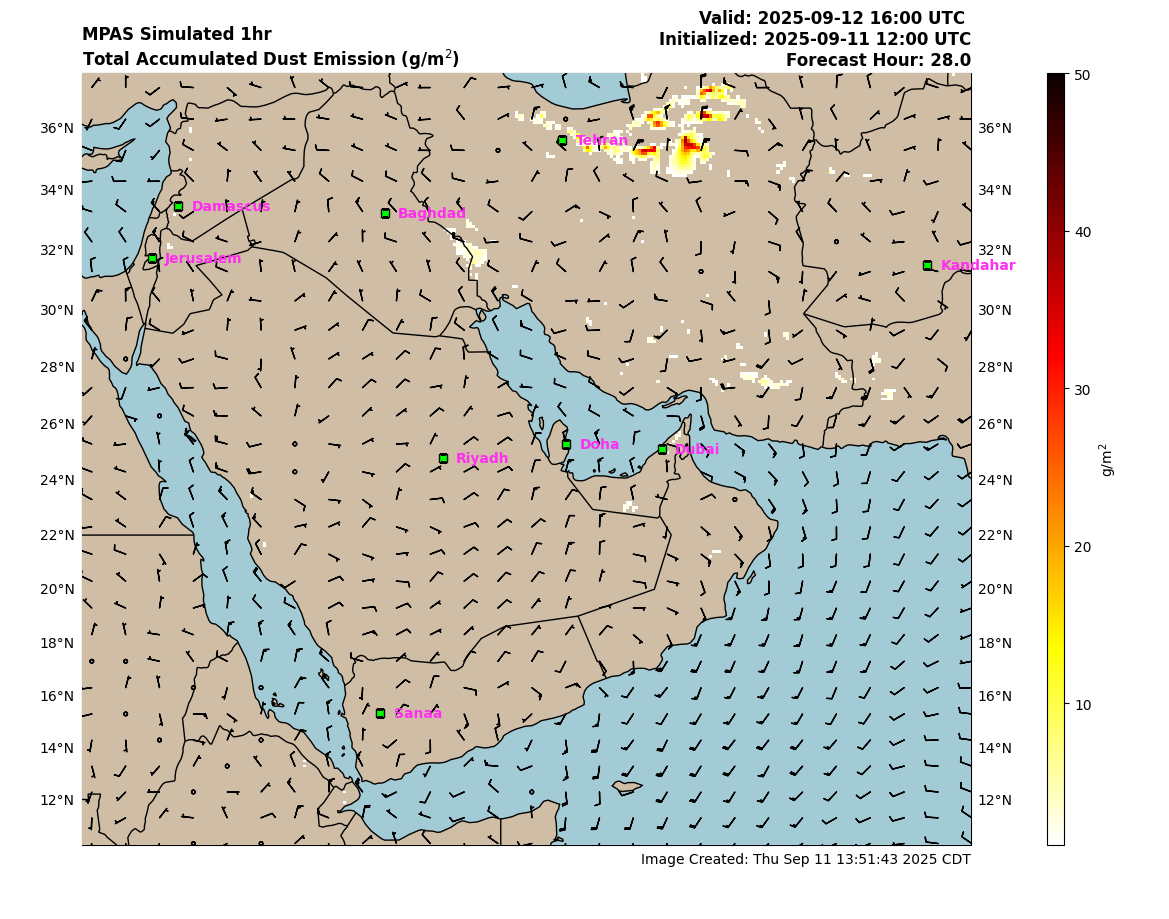 MPAS Simulated 1hr
Total Accumulated Dust Emission (g/m²)
Valid: 2025-09-12 16:00 UTC
Initialized: 2025-09-11 12:00 UTC
Forecast Hour: 28.0
36°N
34°N
32°N
30°N
28°N
26°N
24°N
22°N
20°N
18°N
16°N
14°N
12°N
Tehran
Damascus
Baghdad
Jerusalem
Kandahar
Doha
Dubai
Riyadh
Sanaa
36°N
34°N
32°N
30°N
28°N
26°N
24°N
22°N
20°N
18°N
16°N
14°N
12°N
50
40
30
20
10
g/m²
Image Created: Thu Sep 11 13:51:43 2025 CDT